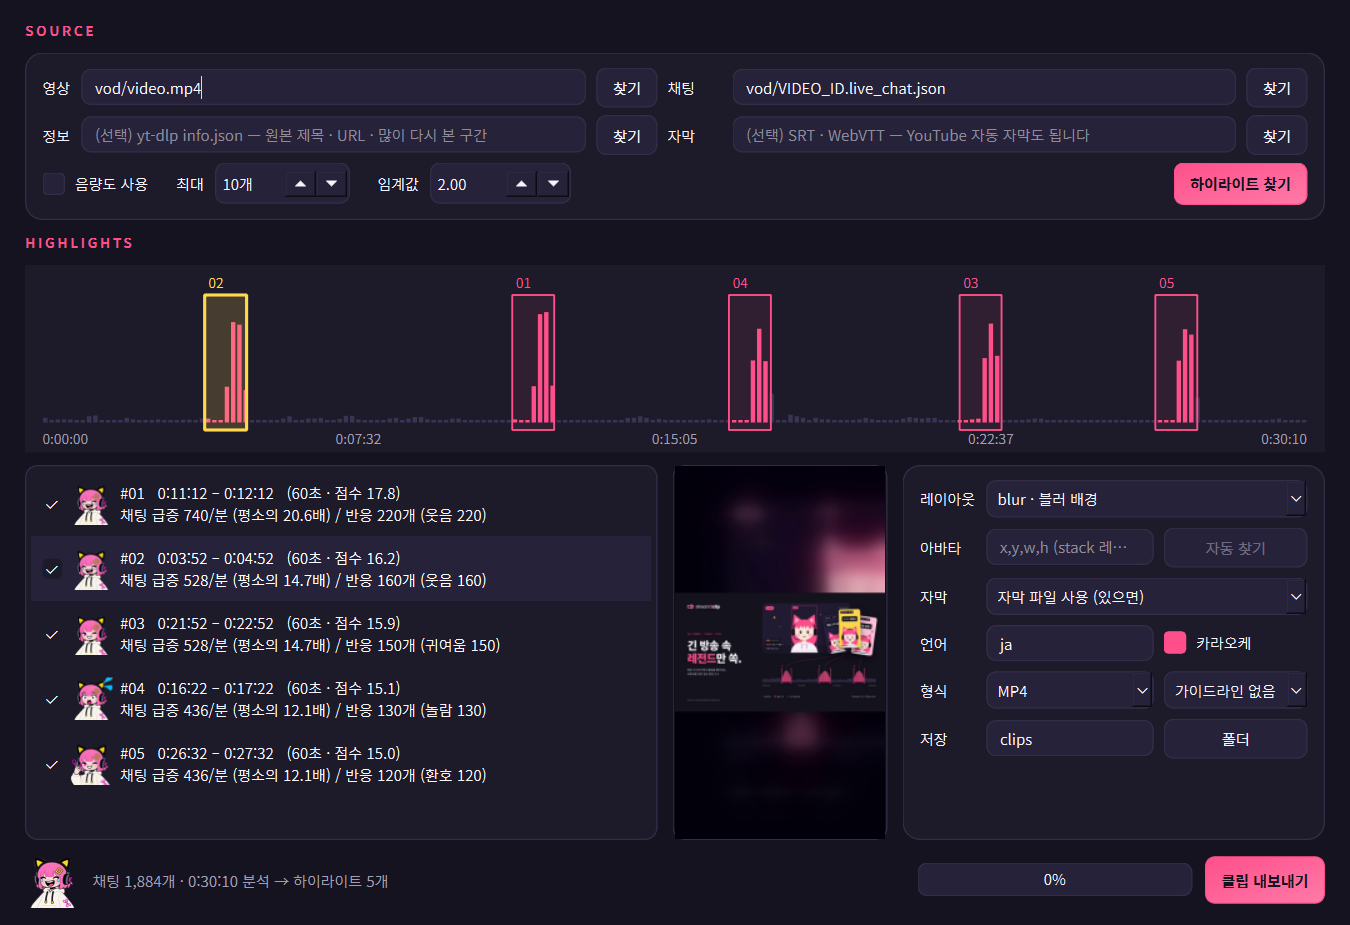 SOURCE
영상 vod/video.mp4 찾기 채팅 vod/VIDEO_ID.live_chat.json 찾기
정보 (선택) yt-dlp info.json — 원본 제목 · URL · 많이 다시 본 구간 찾기 자막 (선택) SRT · WebVTT — YouTube 자동 자막도 됩니다 찾기
음량도 사용 최대 10개 임계값 2.00 하이라이트 찾기
HIGHLIGHTS
02 01 04 03 05
0:00:00 0:07:32 0:15:05 0:22:37 0:30:10
#01 0:11:12 – 0:12:12 (60초 · 점수 17.8)
채팅 급증 740/분 (평소의 20.6배) / 반응 220개 (웃음 220)
#02 0:03:52 – 0:04:52 (60초 · 점수 16.2)
채팅 급증 528/분 (평소의 14.7배) / 반응 160개 (웃음 160)
#03 0:21:52 – 0:22:52 (60초 · 점수 15.9)
채팅 급증 528/분 (평소의 14.7배) / 반응 150개 (귀여움 150)
#04 0:16:22 – 0:17:22 (60초 · 점수 15.1)
채팅 급증 436/분 (평소의 12.1배) / 반응 130개 (놀람 130)
#05 0:26:32 – 0:27:32 (60초 · 점수 15.0)
채팅 급증 436/분 (평소의 12.1배) / 반응 120개 (환호 120)
긴 방송 속
레전드만 쏙.
레이아웃 blur · 블러 배경
아바타 x,y,w,h (stack 레··· 자동 찾기
자막 자막 파일 사용 (있으면)
언어 ja 카라오케
형식 MP4 가이드라인 없음
저장 clips 폴더
채팅 1,884개 · 0:30:10 분석 → 하이라이트 5개 0% 클립 내보내기